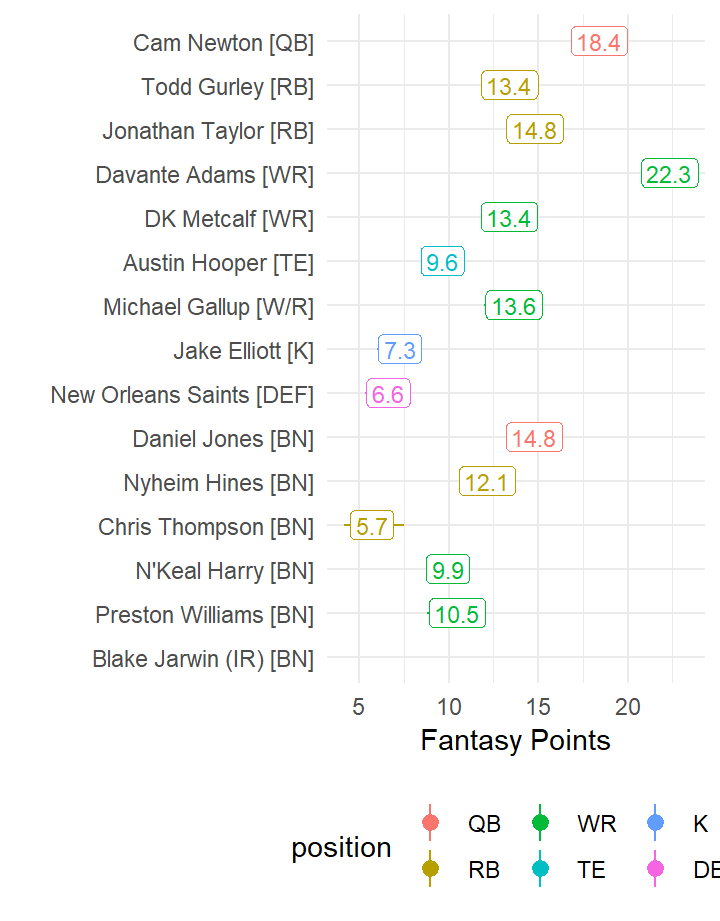 Cam Newton [QB] 18.4
Todd Gurley [RB] 13.4
Jonathan Taylor [RB] 14.8
Davante Adams [WR] 22.3
DK Metcalf [WR] 13.4
Austin Hooper [TE] 9.6
Michael Gallup [W/R] 13.6
Jake Elliott [K] 7.3
New Orleans Saints [DEF] 6.6
Daniel Jones [BN] 14.8
Nyheim Hines [BN] 12.1
Chris Thompson [BN] 5.7
N'Keal Harry [BN] 9.9
Preston Williams [BN] 10.5
Blake Jarwin (IR) [BN]
5 10 15 20
Fantasy Points
QB WR K
position
RB TE